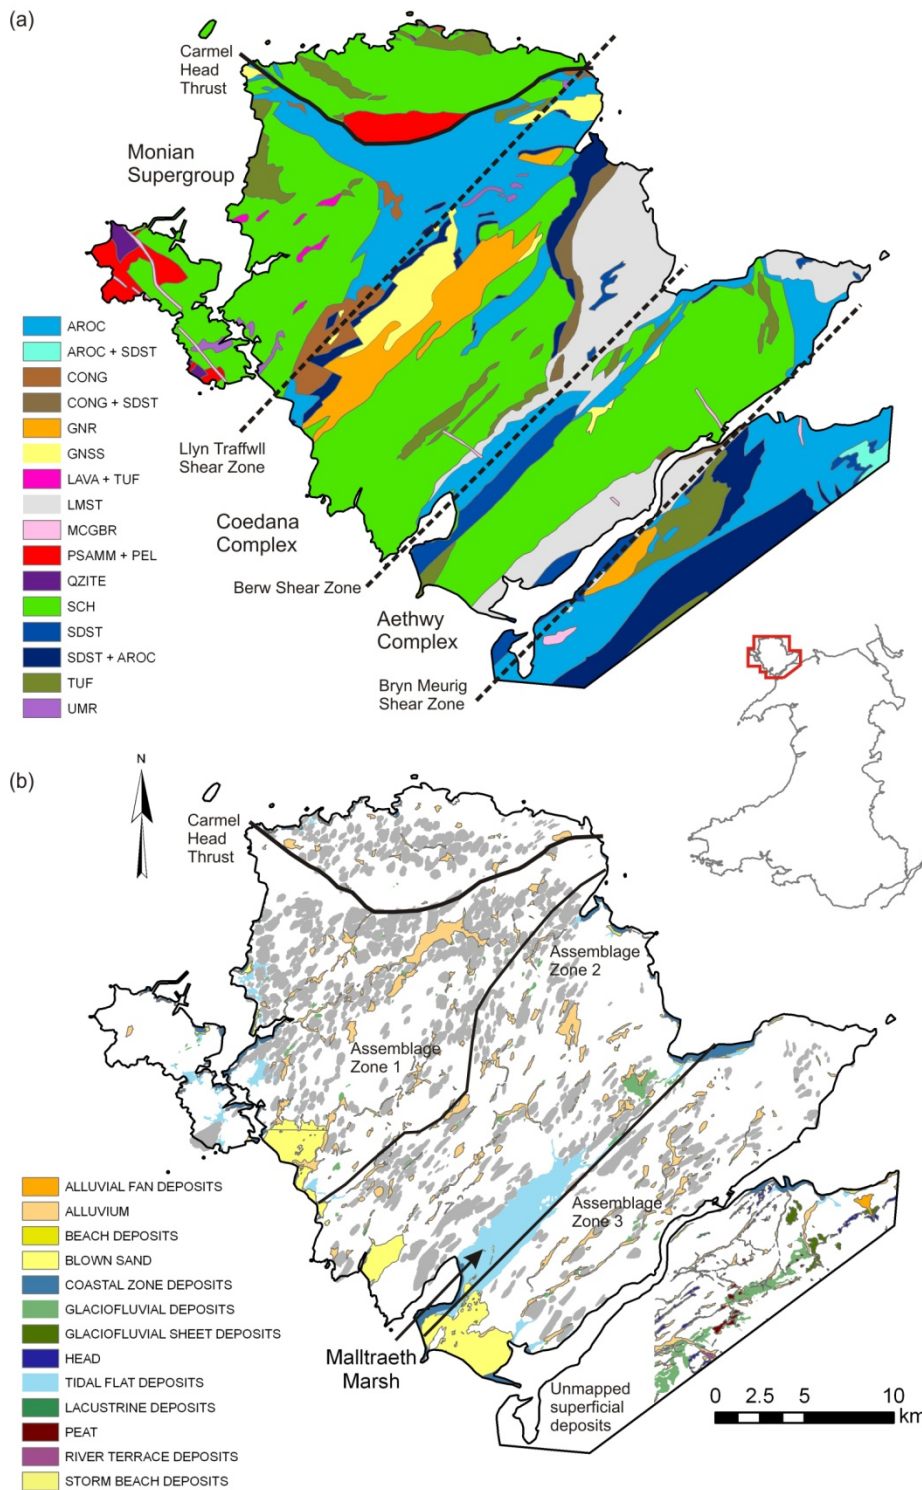 (a)
Carmel
Head
Thrust
Monian
Supergroup
AROC
AROC + SDST
CONG
CONG + SDST
GNR
GNSS
LAVA + TUF
LMST
MCGBR
PSAMM + PEL
QZITE
SCH
SDST
SDST + AROC
TUF
UMR
Llyn Traffwll
Shear Zone
Coedana
Complex
Berw Shear Zone
Aethwy
Complex
Bryn Meurig
Shear Zone
(b)
N
Carmel
Head
Thrust
Assemblage
Zone 2
Assemblage
Zone 1
Assemblage
Zone 3
ALLUVIAL FAN DEPOSITS
ALLUVIUM
BEACH DEPOSITS
BLOWN SAND
COASTAL ZONE DEPOSITS
GLACIOFLUVIAL DEPOSITS
GLACIOFLUVIAL SHEET DEPOSITS
HEAD
TIDAL FLAT DEPOSITS
LACUSTRINE DEPOSITS
PEAT
RIVER TERRACE DEPOSITS
STORM BEACH DEPOSITS
Malltraeth
Marsh
Unmapped
superficial
deposits
0 2.5 5 10
km